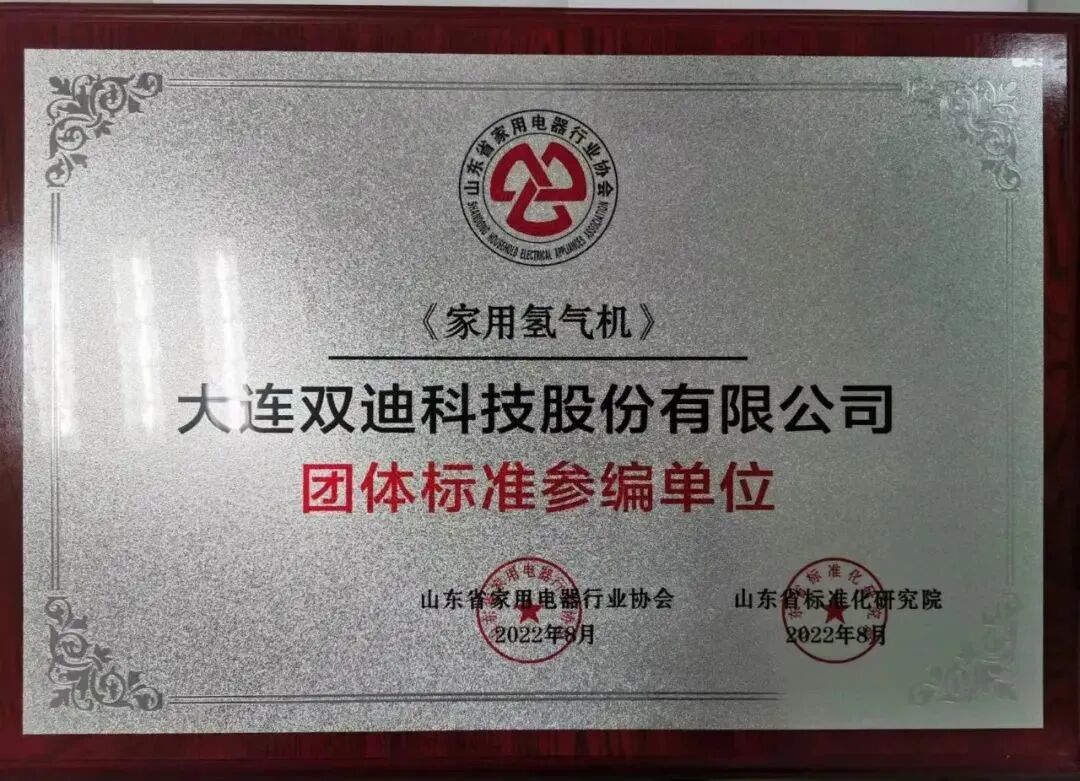 山东省家用电器行业协会
SHANDONG HOUSEHOLD ELECTRICAL APPLIANCES ASSOCIATION
《家用氢气机》
大连双迪科技股份有限公司
团体标准参编单位
山东省家用电器行业协会
2022年8月
山东省标准化研究院
2022年8月